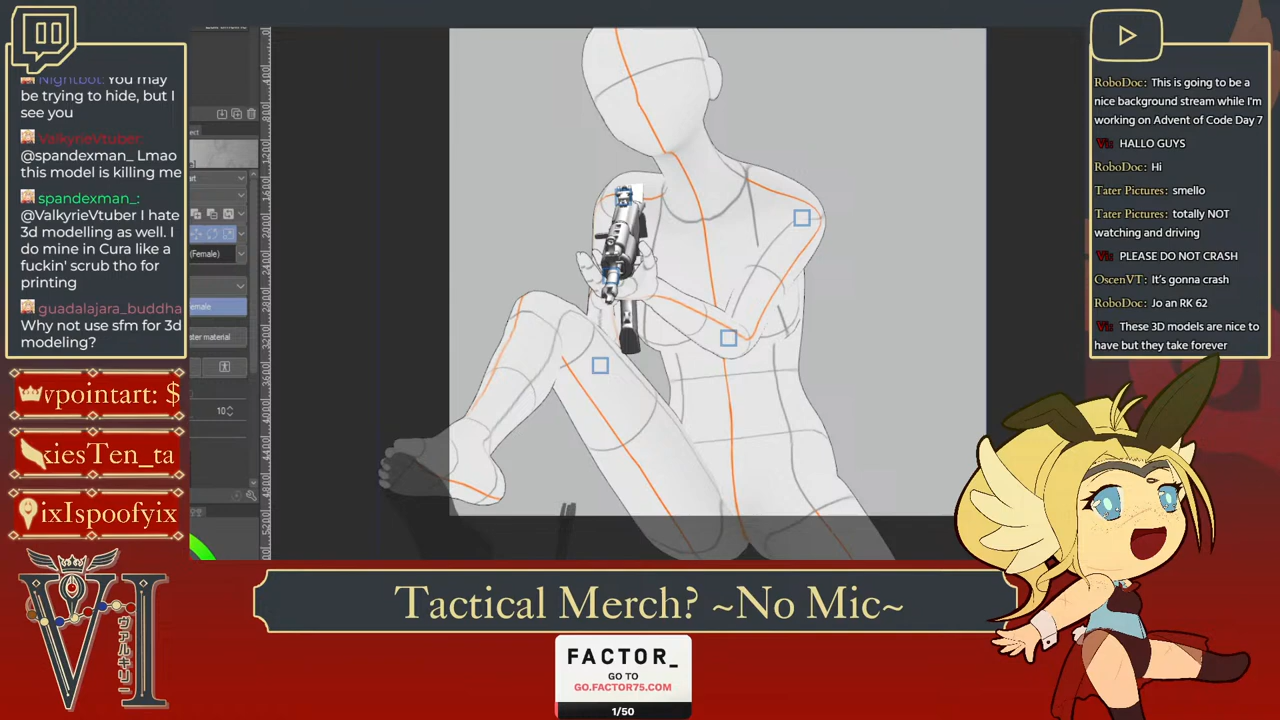 Nightbot: You may
be trying to hide, but I
see you
ValkyrieVtuber:
@spandexman_ Lmao
this model is killing me
spandexman_:
@ValkyrieVtuber I hate
3d modelling as well. I
do mine in Cura like a
fuckin' scrub tho for
printing
guadalajara_buddha
Why not use sfm for 3d
modeling?
vpointart: $
kiesTen_ta
ixIspoofyix
VI
ヴァルキリー
(Female)
10
RoboDoc: This is going to be a
nice background stream while I'm
working on Advent of Code Day 7
Vix: HALLO GUYS
RoboDoc: Hi
Tater Pictures: smello
Tater Pictures: totally NOT
watching and driving
Vix: PLEASE DO NOT CRASH
OscenVT: It's gonna crash
RoboDoc: Jo an RK 62
Vix: These 3D models are nice to
have but they take forever
Tactical Merch? ~No Mic~
FACTOR_
GO TO
GO.FACTOR75.COM
1/50